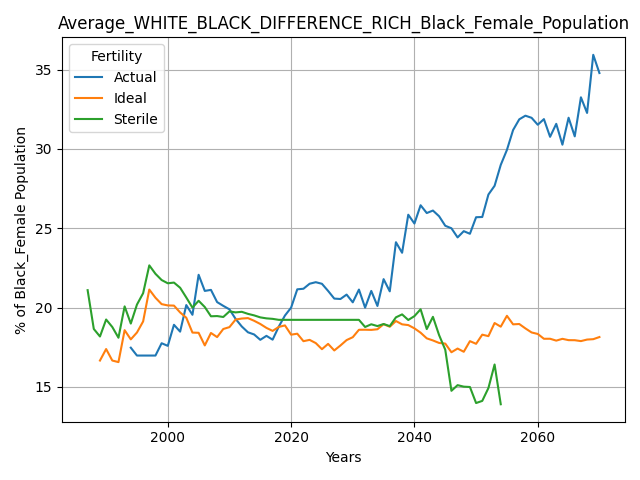 Average_WHITE_BLACK_DIFFERENCE_RICH_Black_Female_Population
Fertility
Actual
Ideal
Sterile
% of Black_Female Population
35
30
25
20
15
2000
2020
2040
2060
Years